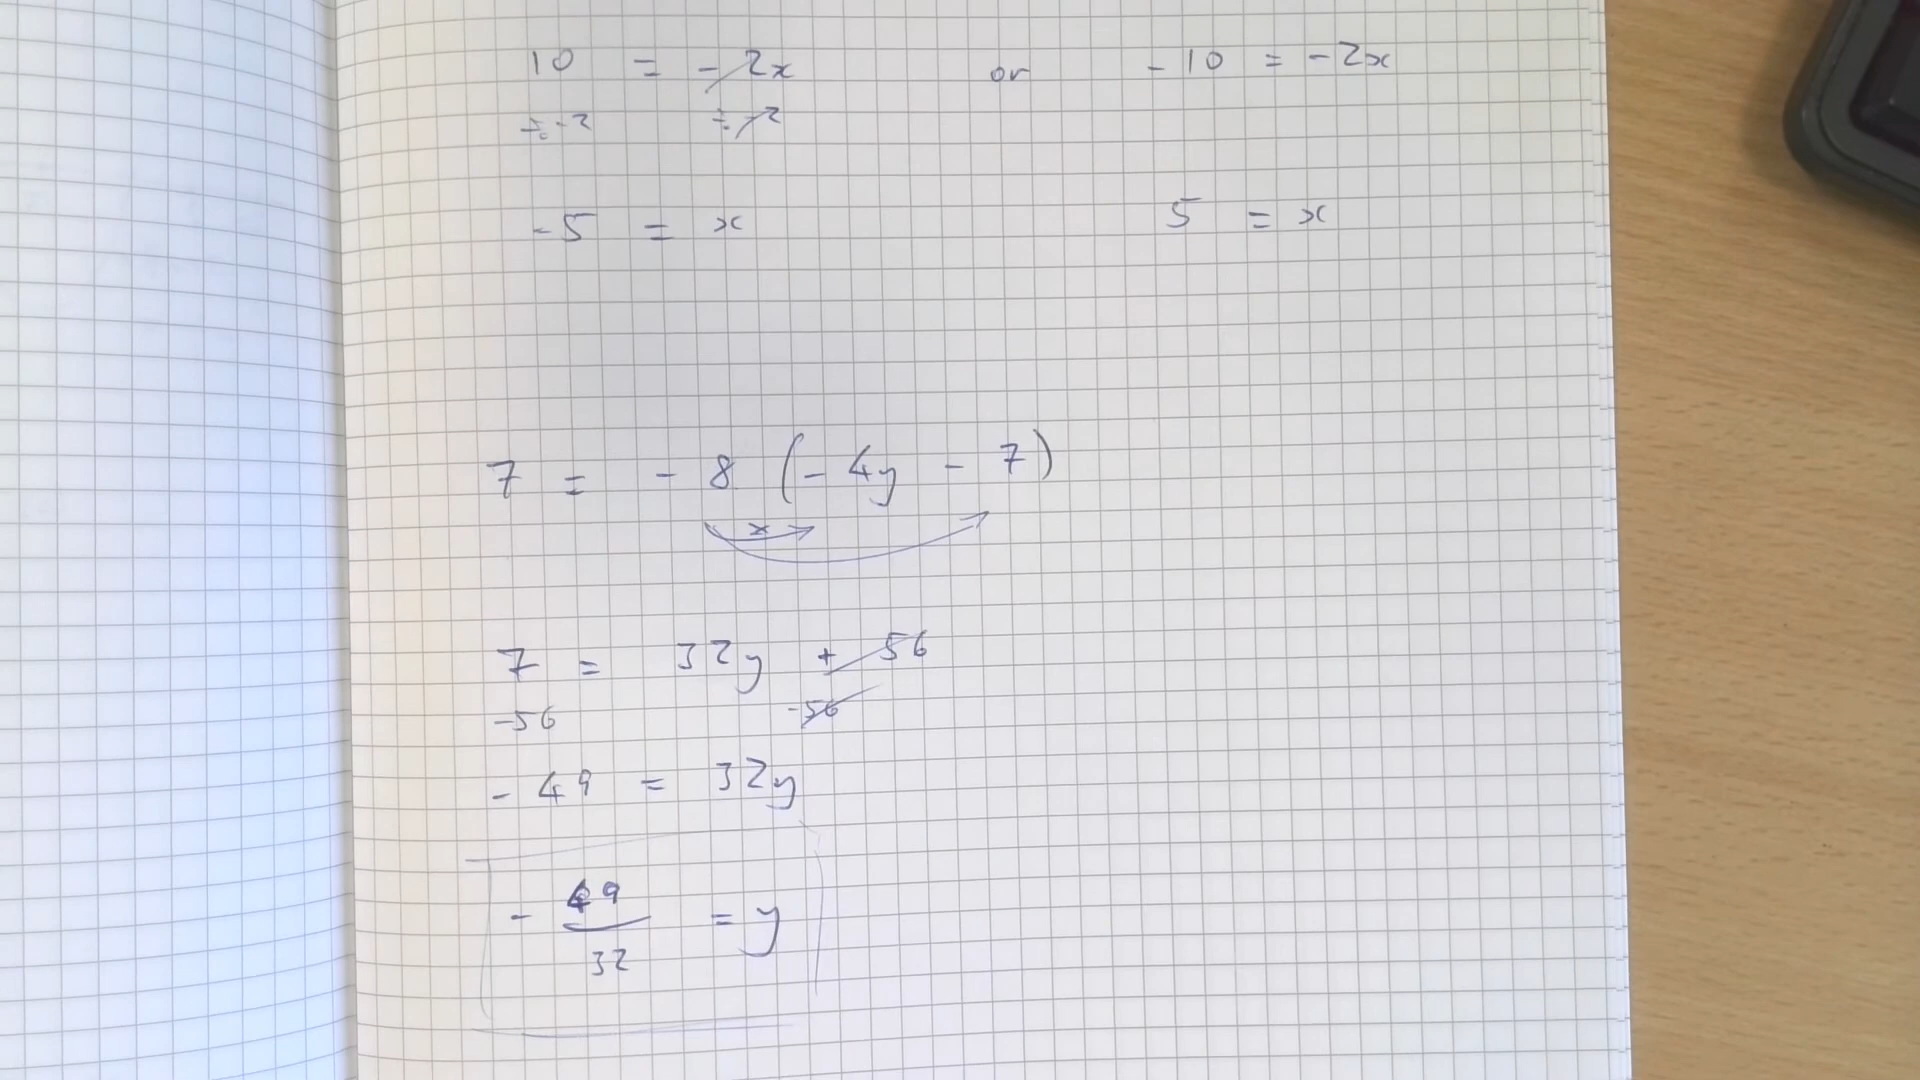 10 = -2x or -10 = -2x
÷-2 ÷-2
-5 = x 5 = x
7 = -8 (-4y - 7)
x
7 = 32y + 56
-56 -56
-49 = 32y
- 49/32 = y